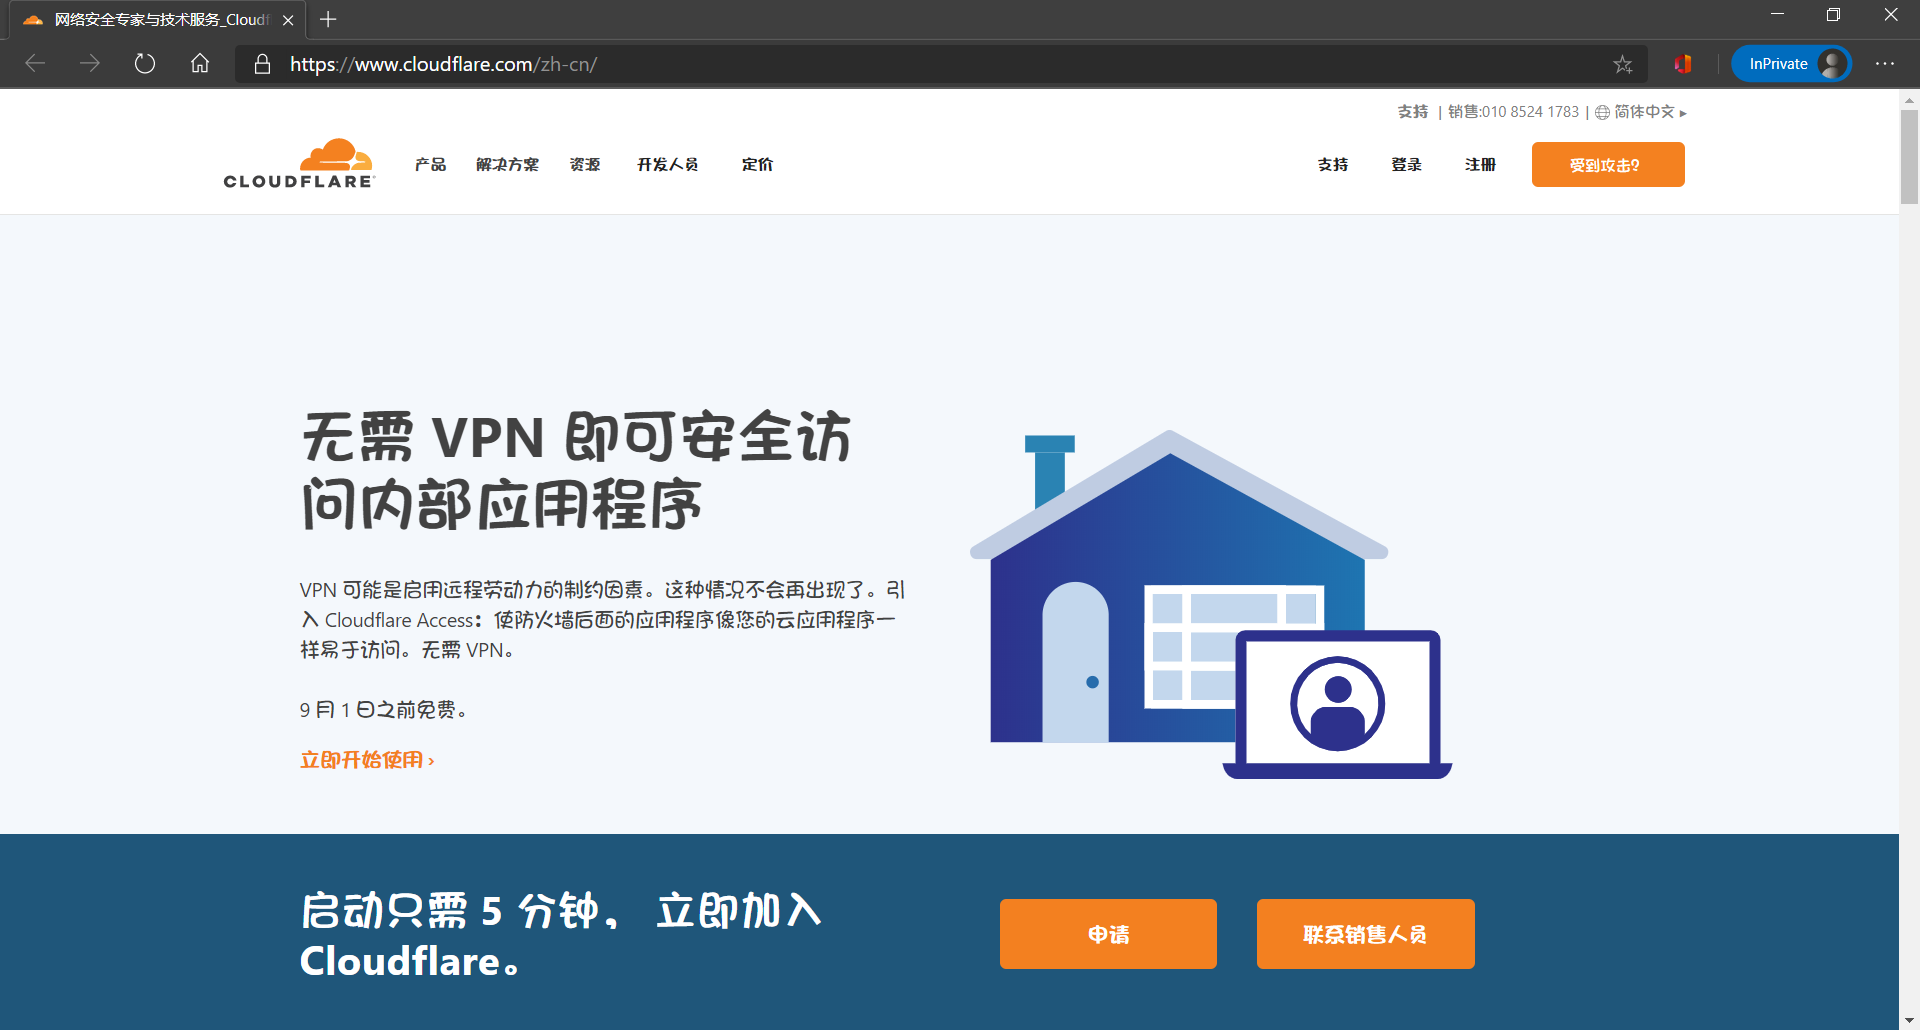 网络安全专家与技术服务_Cloudf
https://www.cloudflare.com/zh-cn/
InPrivate
支持 | 销售:010 8524 1783 | 简体中文 ▸
CLOUDFLARE
产品 解决方案 资源 开发人员 定价
支持 登录 注册 受到攻击?
无需 VPN 即可安全访
问内部应用程序
VPN 可能是启用远程劳动力的制约因素。这种情况不会再出现了。引
入 Cloudflare Access：使防火墙后面的应用程序像您的云应用程序一
样易于访问。无需 VPN。
9 月 1 日之前免费。
立即开始使用 ›
启动只需 5 分钟， 立即加入
Cloudflare。
申请
联系销售人员